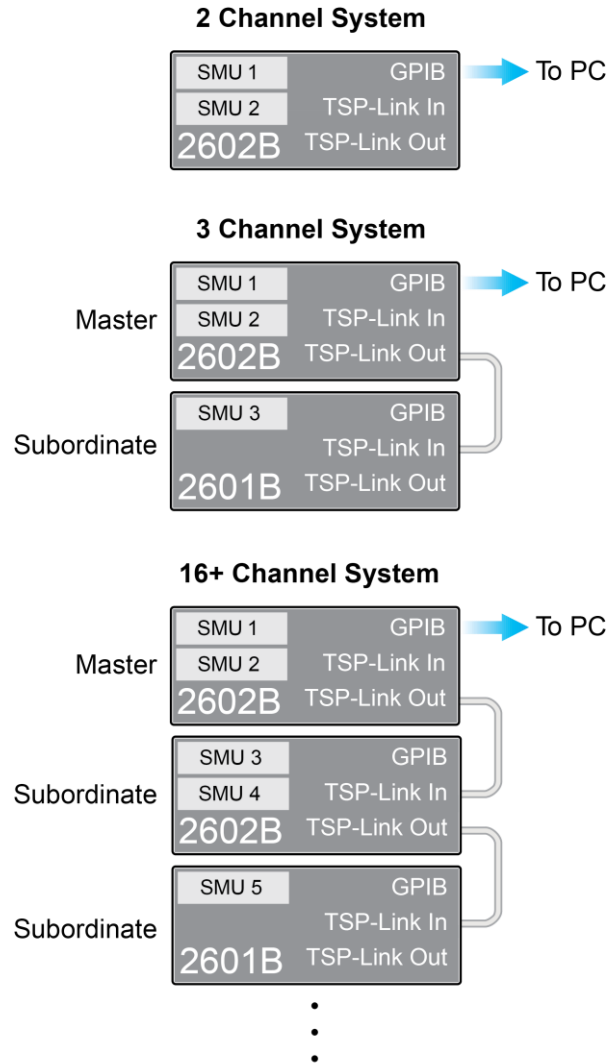 2 Channel System
SMU 1 GPIB To PC
SMU 2 TSP-Link In
2602B TSP-Link Out
3 Channel System
SMU 1 GPIB To PC
Master SMU 2 TSP-Link In
2602B TSP-Link Out
SMU 3 GPIB
Subordinate TSP-Link In
2601B TSP-Link Out
16+ Channel System
SMU 1 GPIB To PC
Master SMU 2 TSP-Link In
2602B TSP-Link Out
SMU 3 GPIB
Subordinate SMU 4 TSP-Link In
2602B TSP-Link Out
SMU 5 GPIB
Subordinate TSP-Link In
2601B TSP-Link Out